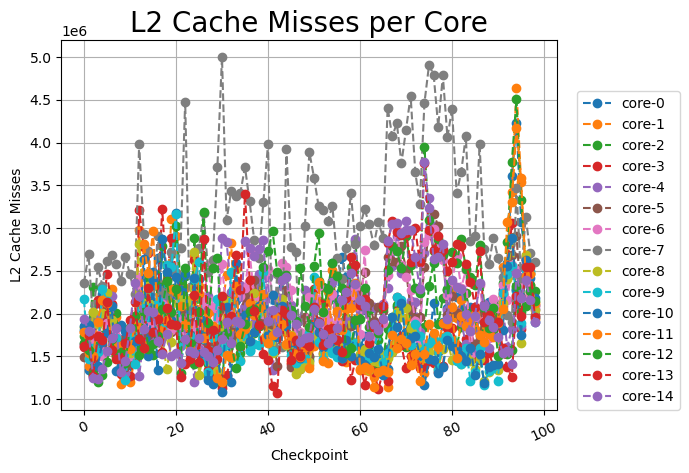 L2 Cache Misses per Core
1e6
5.0
4.5
4.0
3.5
3.0
2.5
2.0
1.5
1.0
L2 Cache Misses
0
20
40
60
80
100
Checkpoint
core-0
core-1
core-2
core-3
core-4
core-5
core-6
core-7
core-8
core-9
core-10
core-11
core-12
core-13
core-14